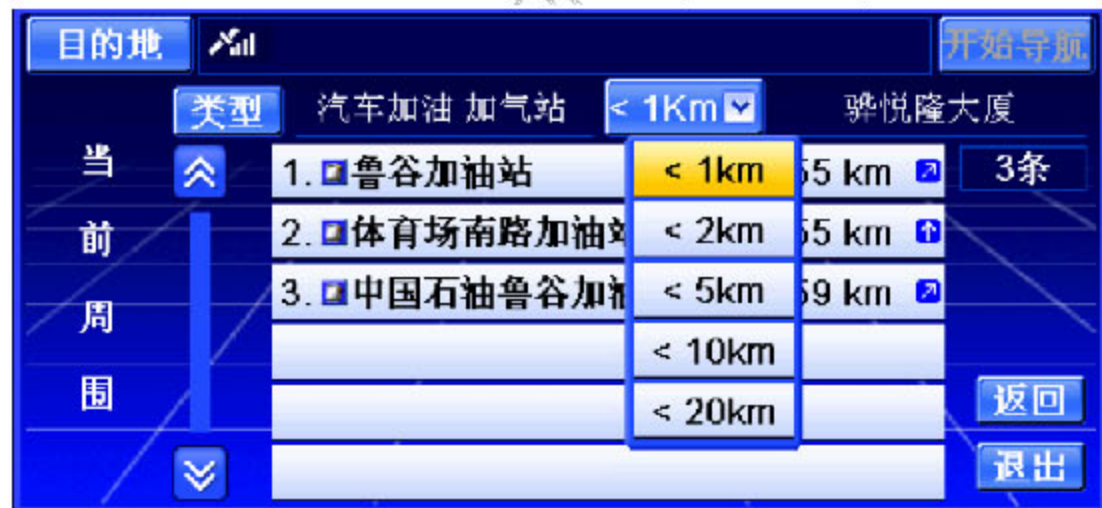 目的地 开始导航
类型 汽车加油 加气站 < 1Km 骅悦隆大厦
当前周围
1. 鲁谷加油站 55 km 3条
2. 体育场南路加油站 55 km
3. 中国石油鲁谷加油 59 km
< 1km
< 2km
< 5km
< 10km
< 20km
返回
退出